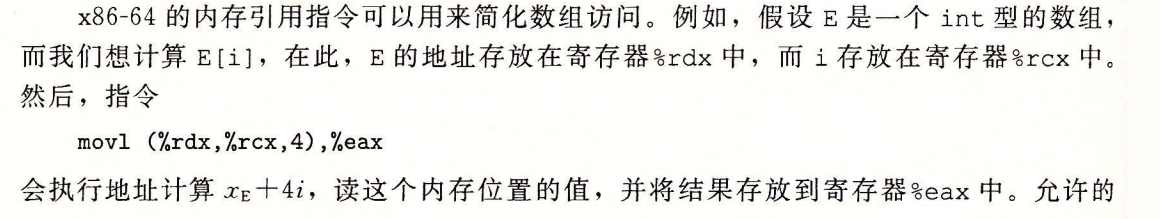 x86-64 的内存引用指令可以用来简化数组访问。例如，假设 E 是一个 int 型的数组，
而我们想计算 E[i]，在此，E 的地址存放在寄存器%rdx 中，而 i 存放在寄存器%rcx 中。
然后，指令
movl (%rdx,%rcx,4),%eax
会执行地址计算 xE+4i，读这个内存位置的值，并将结果存放到寄存器%eax 中。允许的